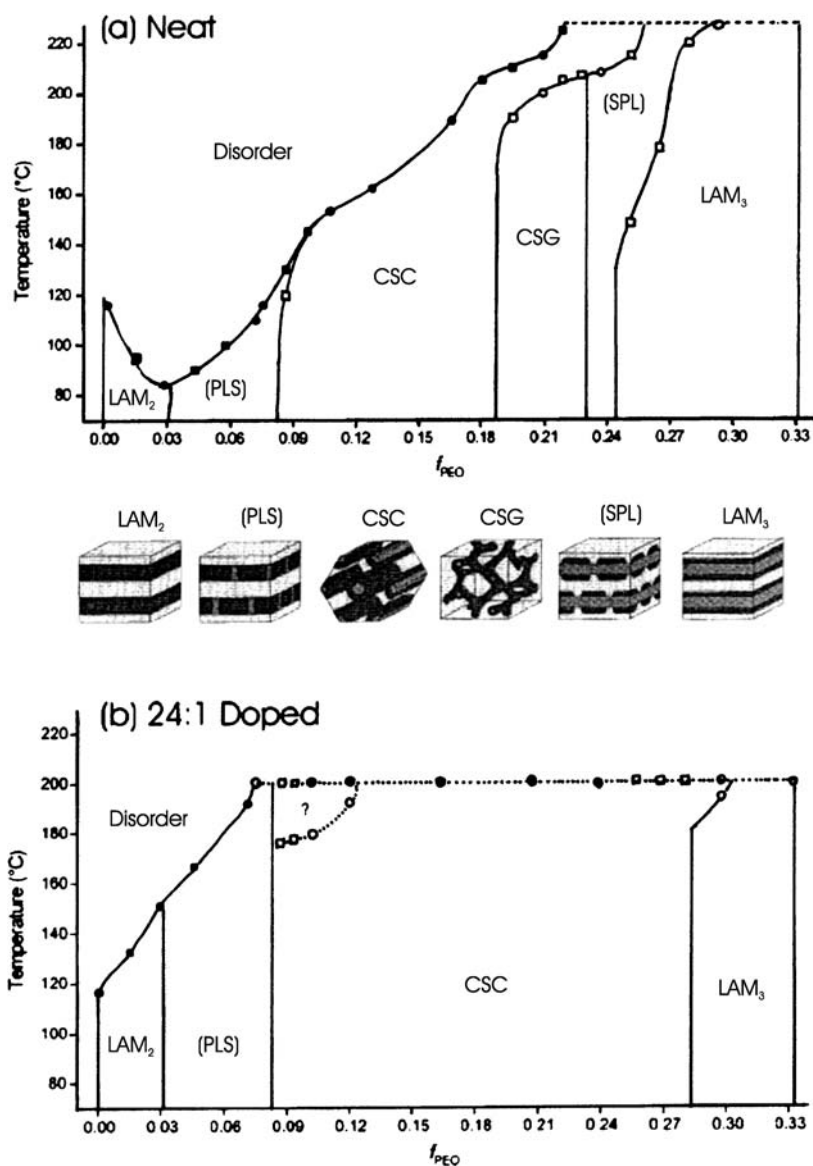 (a) Neat
220
200
180
160
140
120
100
80
Temperature (°C)
Disorder
(SPL)
LAM₃
CSG
CSC
LAM₂
(PLS)
0.00 0.03 0.06 0.09 0.12 0.15 0.18 0.21 0.24 0.27 0.30 0.33
fPEO
LAM₂ (PLS) CSC CSG (SPL) LAM₃
(b) 24:1 Doped
220
200
180
160
140
120
100
80
Temperature (°C)
Disorder
?
CSC
LAM₃
LAM₂ (PLS)
0.00 0.03 0.06 0.09 0.12 0.15 0.18 0.21 0.24 0.27 0.30 0.33
fPEO